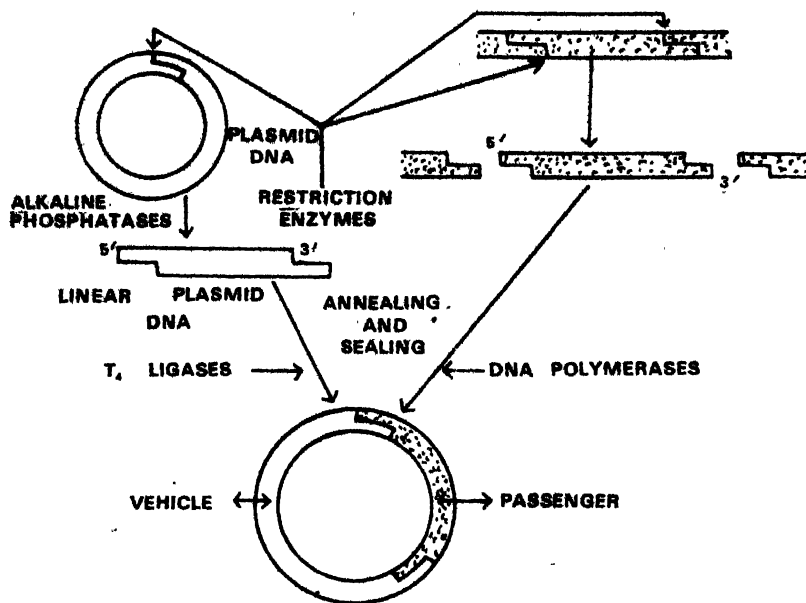 PLASMID
DNA
RESTRICTION
ENZYMES
ALKALINE
PHOSPHATASES
5′
3′
5′
3′
LINEAR PLASMID
DNA
ANNEALING
AND
SEALING
T₄ LIGASES
DNA POLYMERASES
VEHICLE
PASSENGER